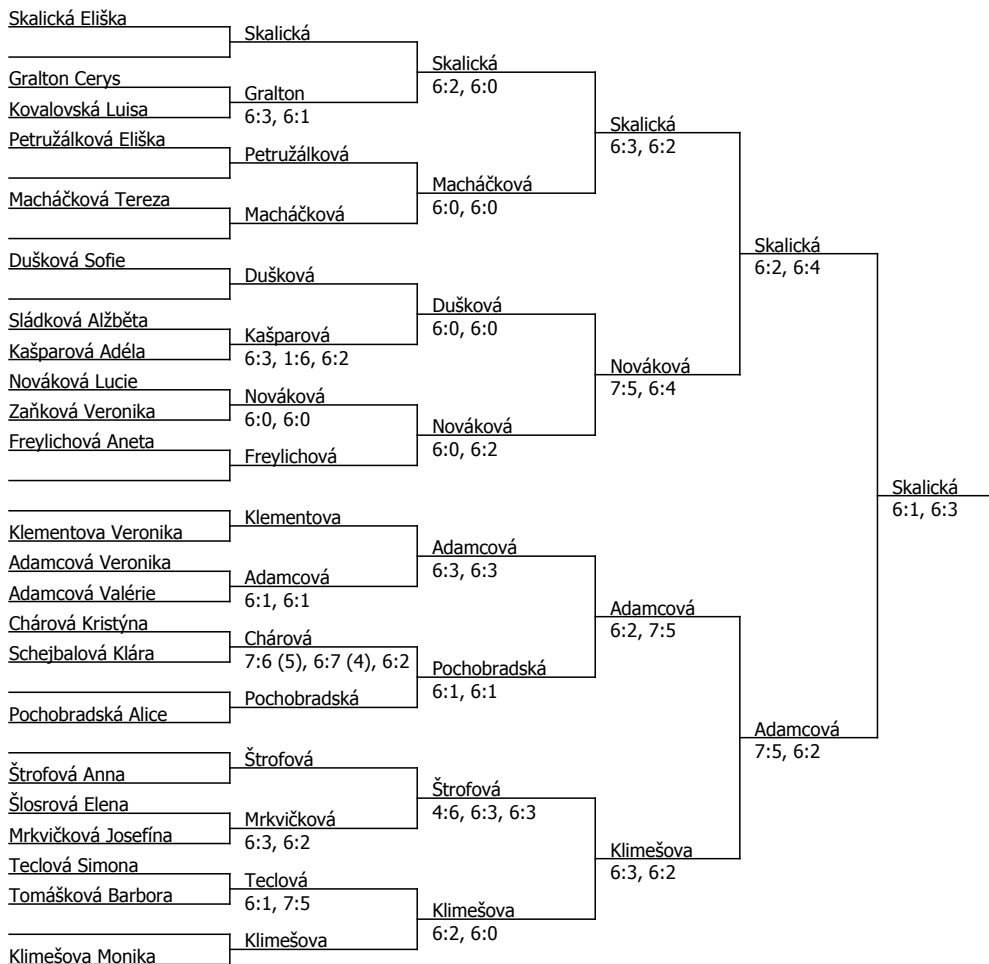 Skalická Eliška
Gralton Cerys
Kovalovská Luisa
Petružálková Eliška
Macháčková Tereza
Dušková Sofie
Sládková Alžběta
Kašparová Adéla
Nováková Lucie
Zaňková Veronika
Freylichová Aneta
Klementova Veronika
Adamcová Veronika
Adamcová Valérie
Chárová Kristýna
Schejbalová Klára
Pochobradská Alice
Štrofová Anna
Šlosrová Elena
Mrkvičková Josefína
Teclová Simona
Tomášková Barbora
Klimešova Monika
Skalická
Gralton
6:3, 6:1
Petružálková
Macháčková
Dušková
Kašparová
6:3, 1:6, 6:2
Nováková
6:0, 6:0
Freylichová
Klementova
Adamcová
6:1, 6:1
Chárová
7:6 (5), 6:7 (4), 6:2
Pochobradská
Štrofová
Mrkvičková
6:3, 6:2
Teclová
6:1, 7:5
Klimešova
Skalická
6:2, 6:0
Macháčková
6:0, 6:0
Dušková
6:0, 6:0
Nováková
6:0, 6:2
Adamcová
6:3, 6:3
Pochobradská
6:1, 6:1
Štrofová
4:6, 6:3, 6:3
Klimešova
6:2, 6:0
Skalická
6:3, 6:2
Nováková
7:5, 6:4
Adamcová
6:2, 7:5
Klimešova
6:3, 6:2
Skalická
6:2, 6:4
Adamcová
7:5, 6:2
Skalická
6:1, 6:3